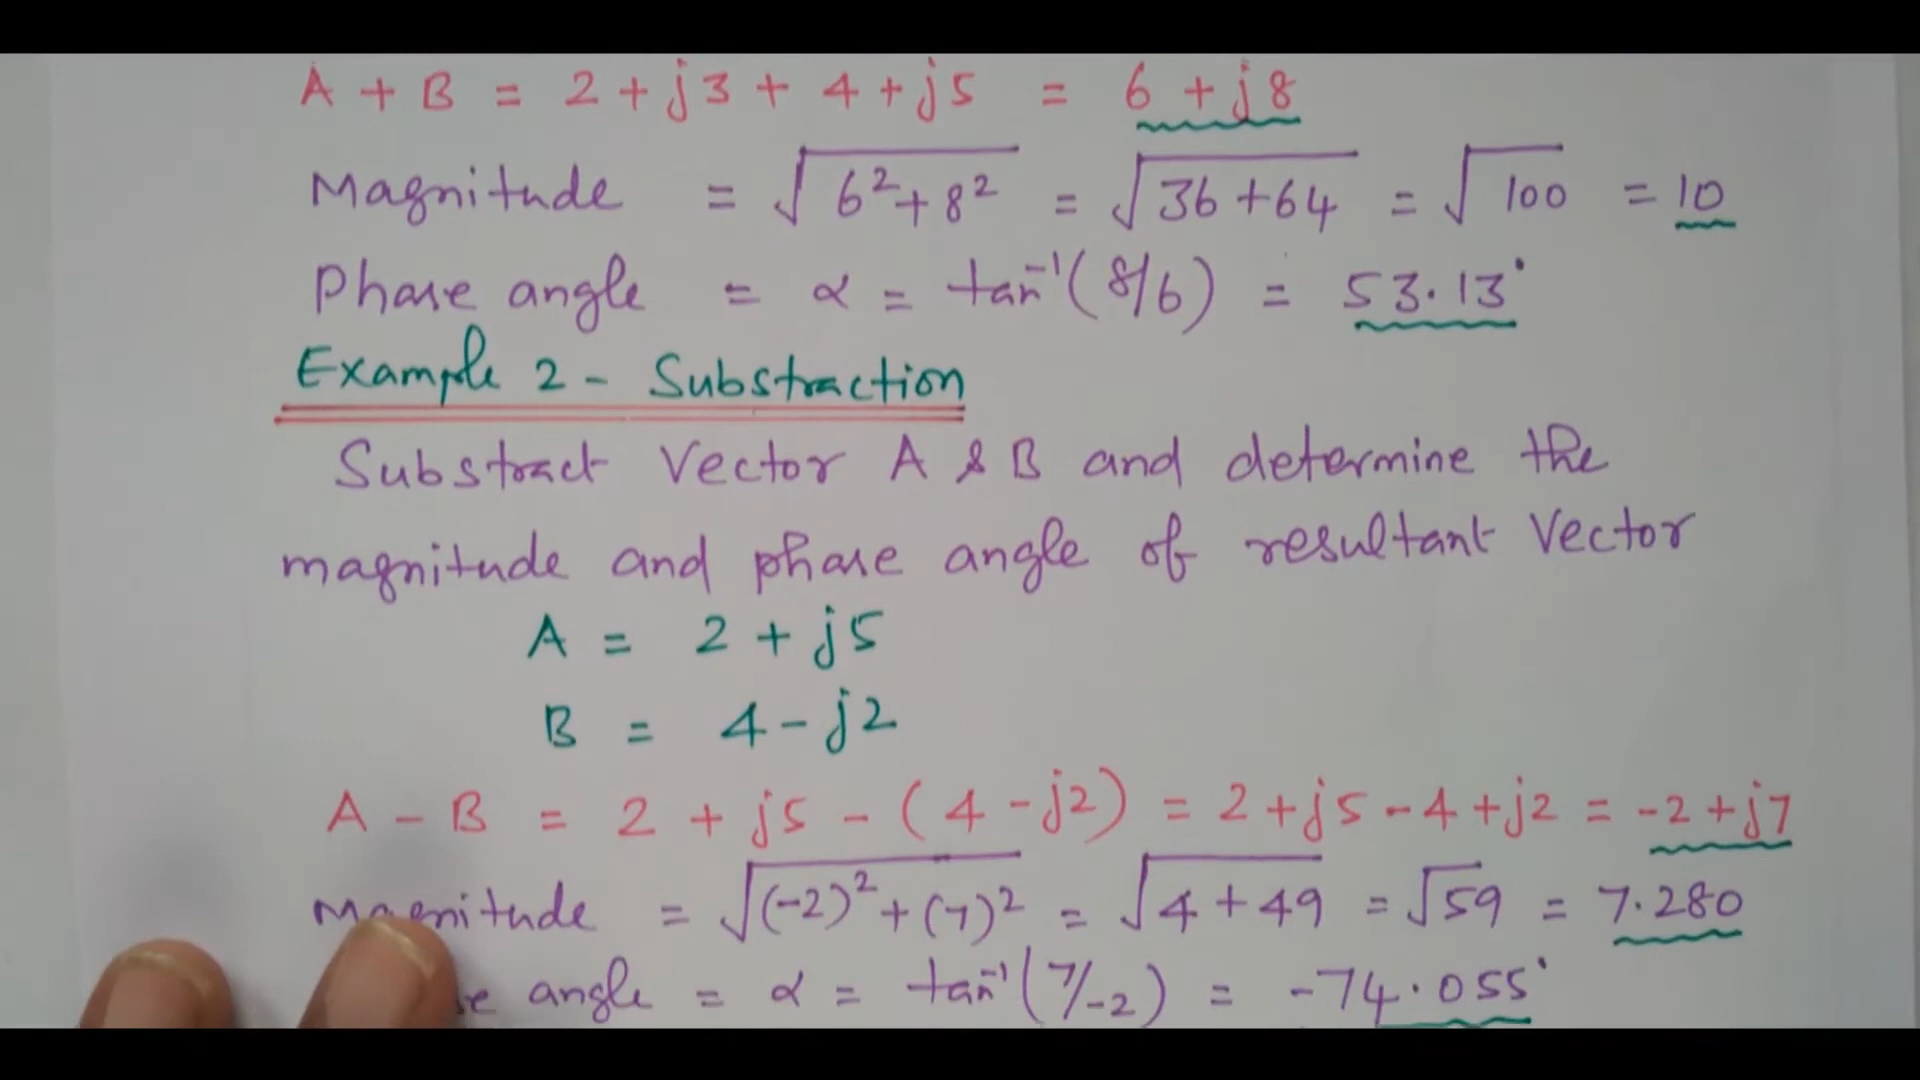 A + B = 2 + j3 + 4 + j5 = 6 + j8
Magnitude = √6²+8² = √36+64 = √100 = 10
Phase angle = α = tan⁻¹(8/6) = 53.13°
Example 2 - Substraction
Substract Vector A & B and determine the
magnitude and phase angle of resultant Vector
A = 2 + j5
B = 4 - j2
A - B = 2 + j5 - (4 - j2) = 2 + j5 - 4 + j2 = -2 + j7
Magnitude = √(-2)²+(7)² = √4+49 = √59 = 7.280
angle = α = tan⁻¹(7/-2) = -74.055°